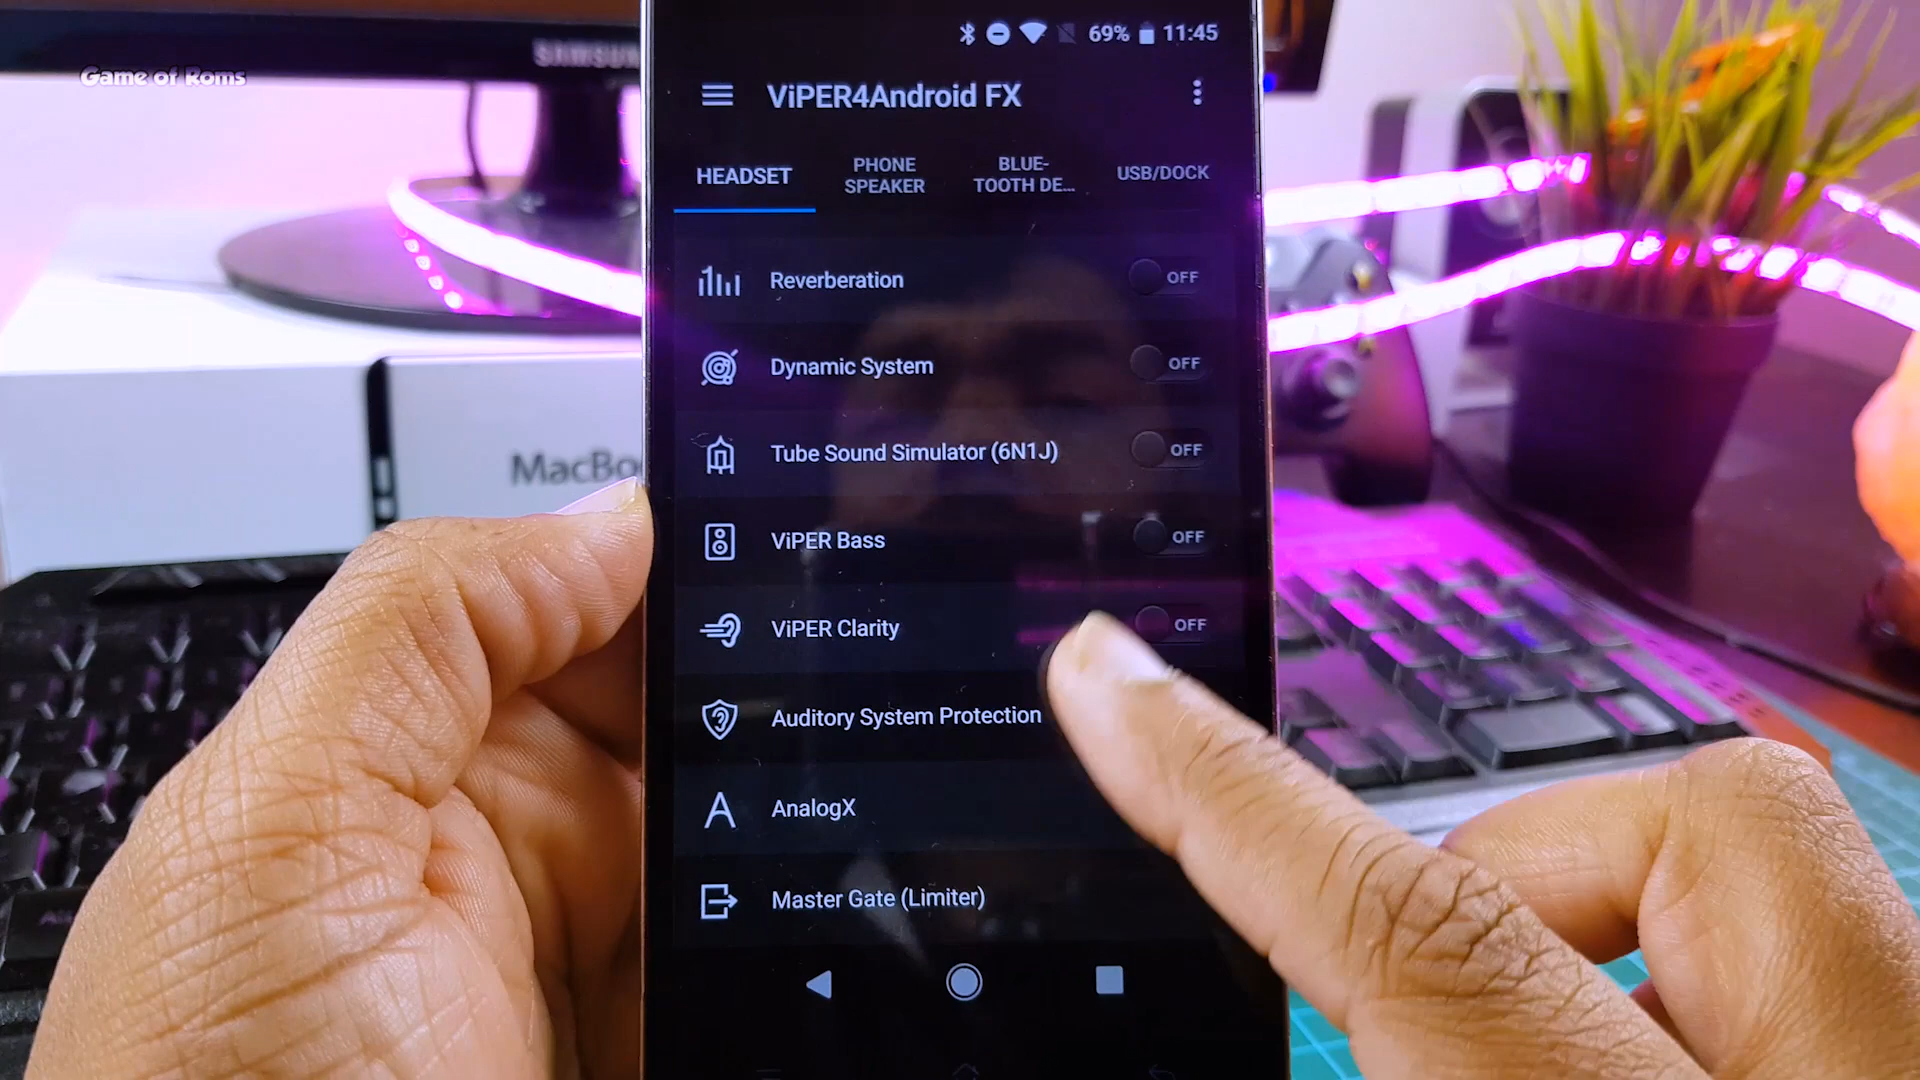 SAMSUNG
Game of Roms
69% 11:45
ViPER4Android FX
HEADSET
PHONE
SPEAKER
BLUE-
TOOTH DE...
USB/DOCK
Reverberation OFF
Dynamic System OFF
Tube Sound Simulator (6N1J) OFF
ViPER Bass OFF
ViPER Clarity OFF
Auditory System Protection
AnalogX
Master Gate (Limiter)
MacBo